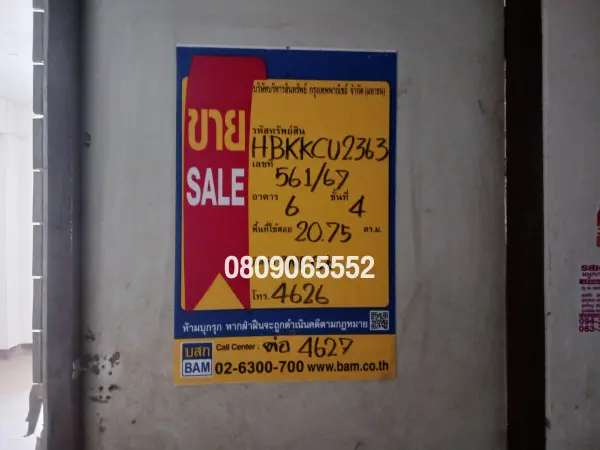 บริษัทบริหารสินทรัพย์ กรุงเทพพาณิชย์ จำกัด (มหาชน)
ขาย
SALE
รหัสทรัพย์สิน
HBKKCU2363
เลขที่ 561/67
อาคาร 6 ชั้นที่ 4
พื้นที่ใช้สอย 20.75 ตร.ม.
0809065552
โทร. 4626
ห้ามบุกรุก หากฝ่าฝืนจะถูกดำเนินคดีตามกฎหมาย
บสก
BAM
Call Center : ต่อ 4627
02-6300-700 www.bam.co.th